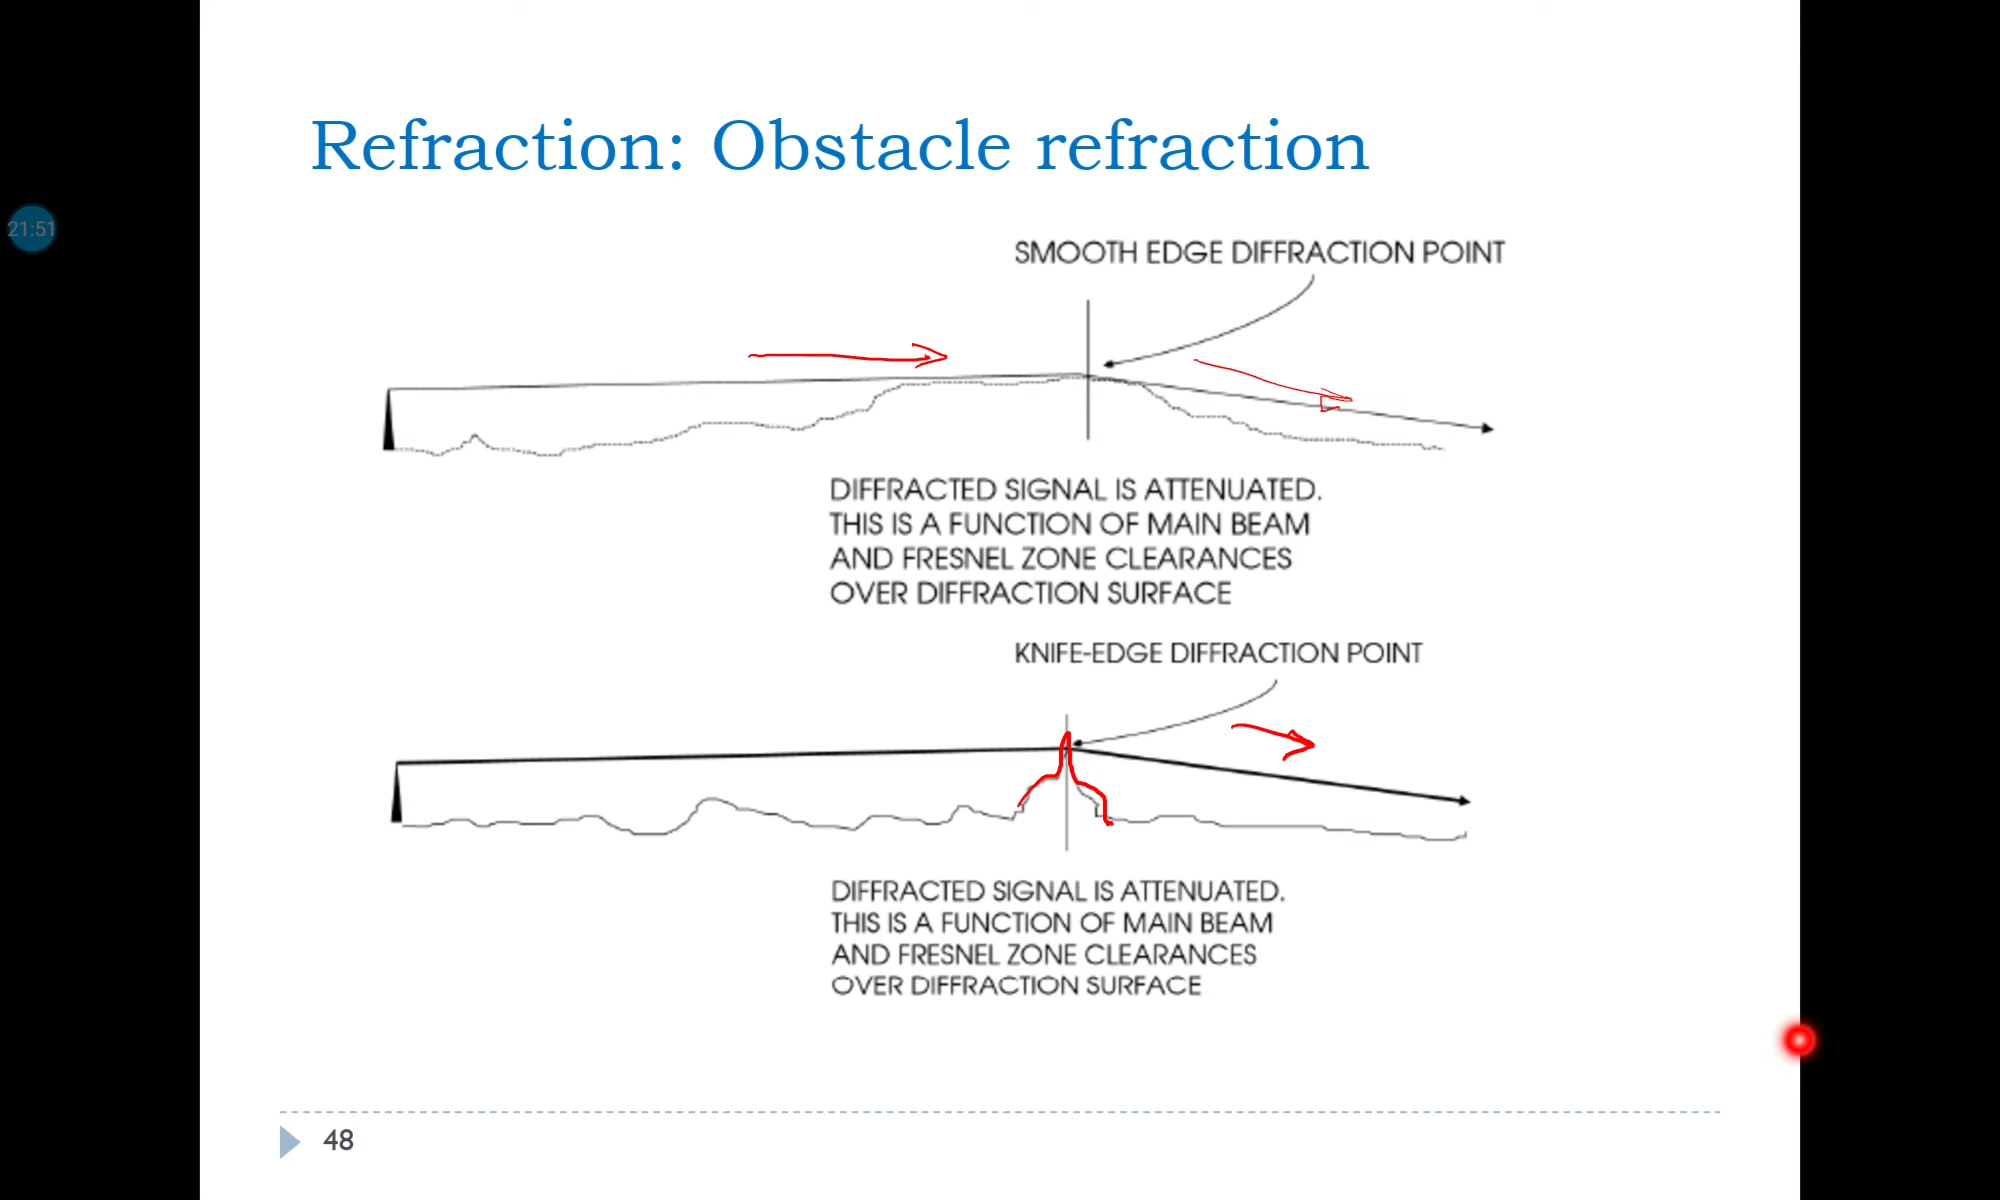 Refraction: Obstacle refraction
21:51
SMOOTH EDGE DIFFRACTION POINT
DIFFRACTED SIGNAL IS ATTENUATED.
THIS IS A FUNCTION OF MAIN BEAM
AND FRESNEL ZONE CLEARANCES
OVER DIFFRACTION SURFACE
KNIFE-EDGE DIFFRACTION POINT
DIFFRACTED SIGNAL IS ATTENUATED.
THIS IS A FUNCTION OF MAIN BEAM
AND FRESNEL ZONE CLEARANCES
OVER DIFFRACTION SURFACE
48